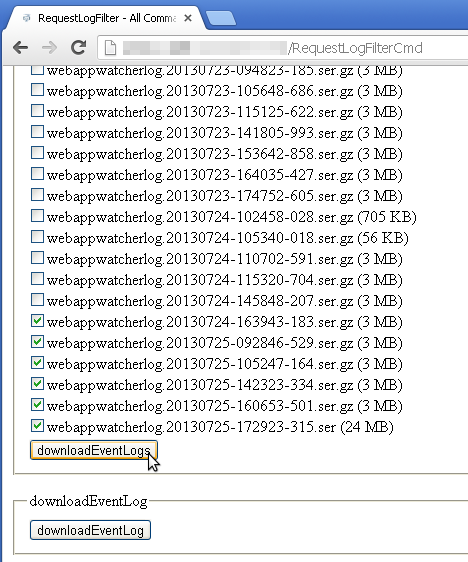 RequestLogFilter - All Comma
/RequestLogFilterCmd
webappwatcherlog.20130723-094823-185.ser.gz (3 MB)
webappwatcherlog.20130723-105648-686.ser.gz (3 MB)
webappwatcherlog.20130723-115125-622.ser.gz (3 MB)
webappwatcherlog.20130723-141805-993.ser.gz (3 MB)
webappwatcherlog.20130723-153642-858.ser.gz (3 MB)
webappwatcherlog.20130723-164035-427.ser.gz (3 MB)
webappwatcherlog.20130723-174752-605.ser.gz (3 MB)
webappwatcherlog.20130724-102458-028.ser.gz (705 KB)
webappwatcherlog.20130724-105340-018.ser.gz (56 KB)
webappwatcherlog.20130724-110702-591.ser.gz (3 MB)
webappwatcherlog.20130724-115320-704.ser.gz (3 MB)
webappwatcherlog.20130724-145848-207.ser.gz (3 MB)
webappwatcherlog.20130724-163943-183.ser.gz (3 MB)
webappwatcherlog.20130725-092846-529.ser.gz (3 MB)
webappwatcherlog.20130725-105247-164.ser.gz (3 MB)
webappwatcherlog.20130725-142323-334.ser.gz (3 MB)
webappwatcherlog.20130725-160653-501.ser.gz (3 MB)
webappwatcherlog.20130725-172923-315.ser (24 MB)
downloadEventLogs
downloadEventLog
downloadEventLog